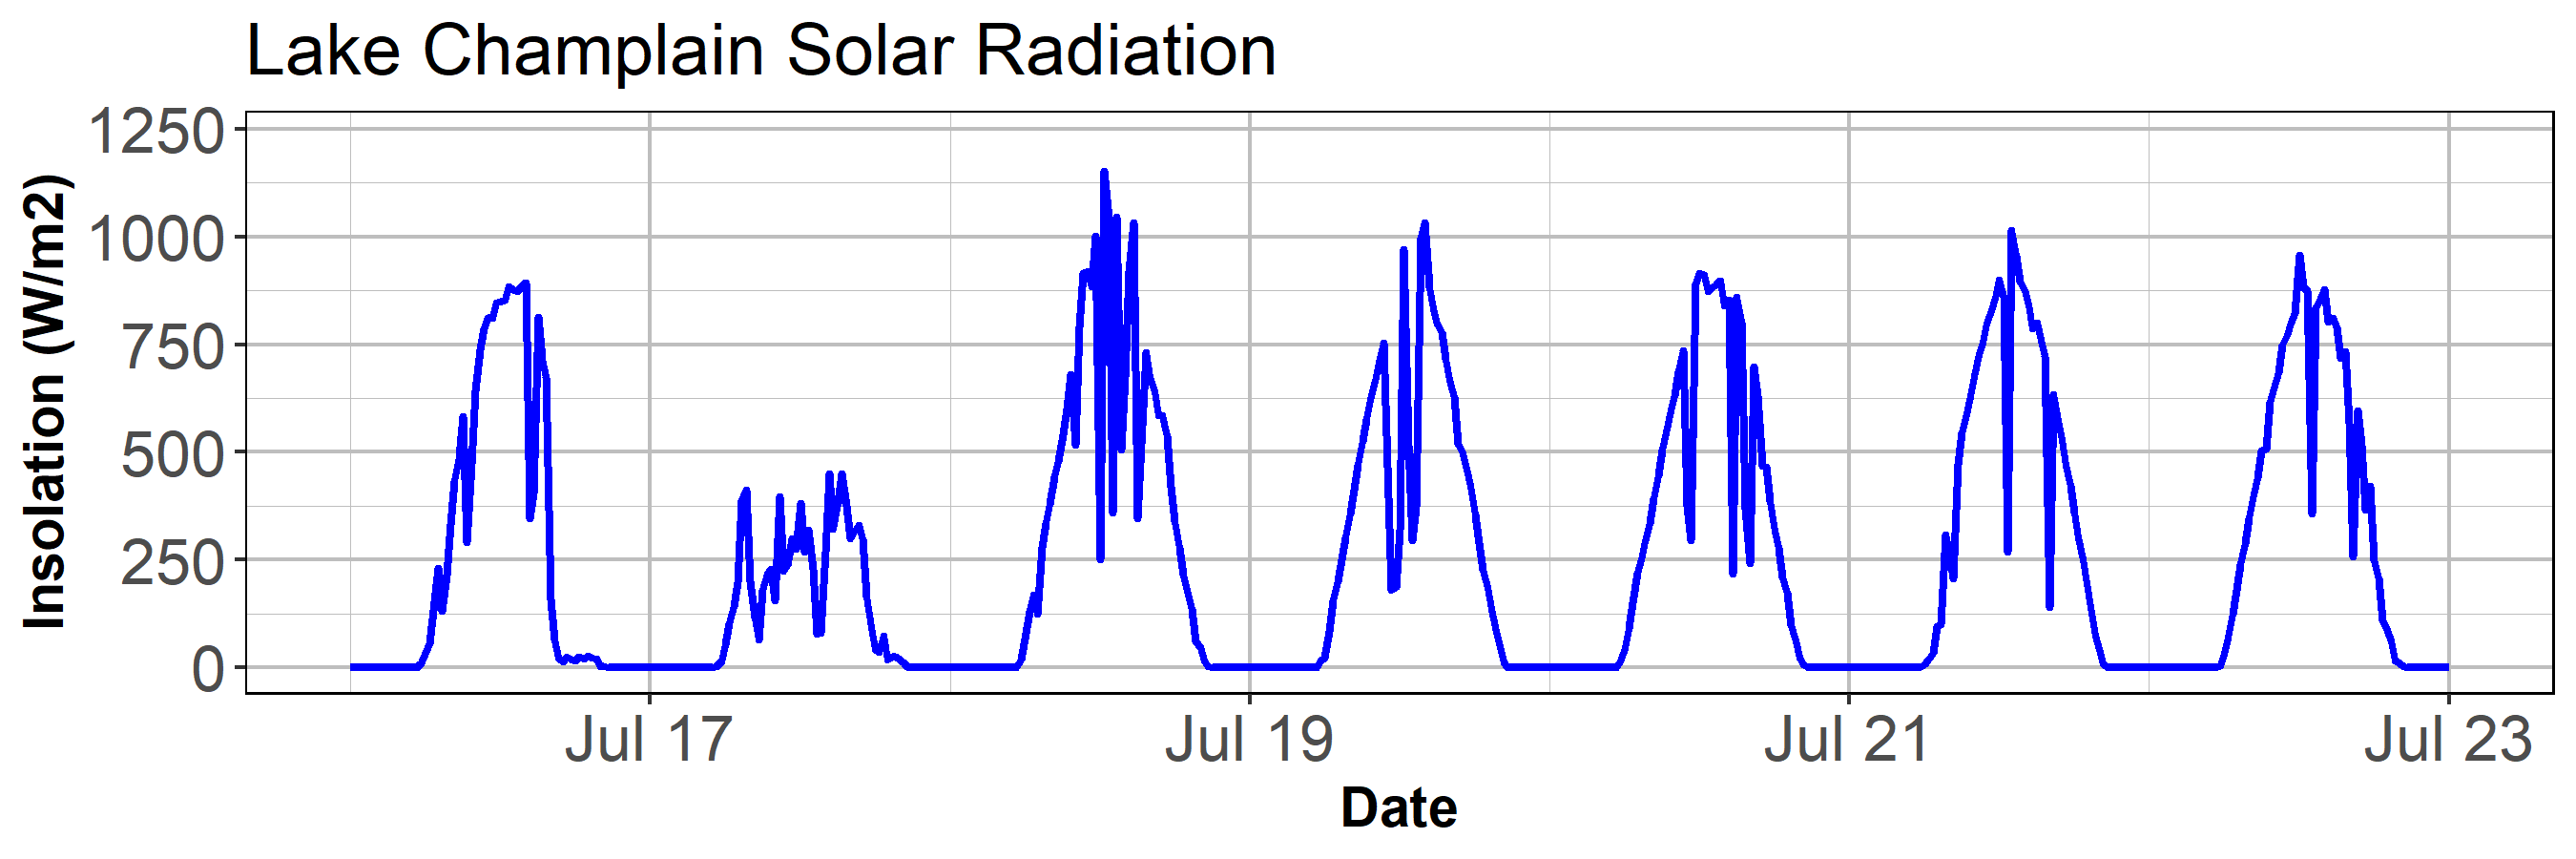 Lake Champlain Solar Radiation
1250
1000
750
500
250
0
Insolation (W/m2)
Jul 17 Jul 19 Jul 21 Jul 23
Date